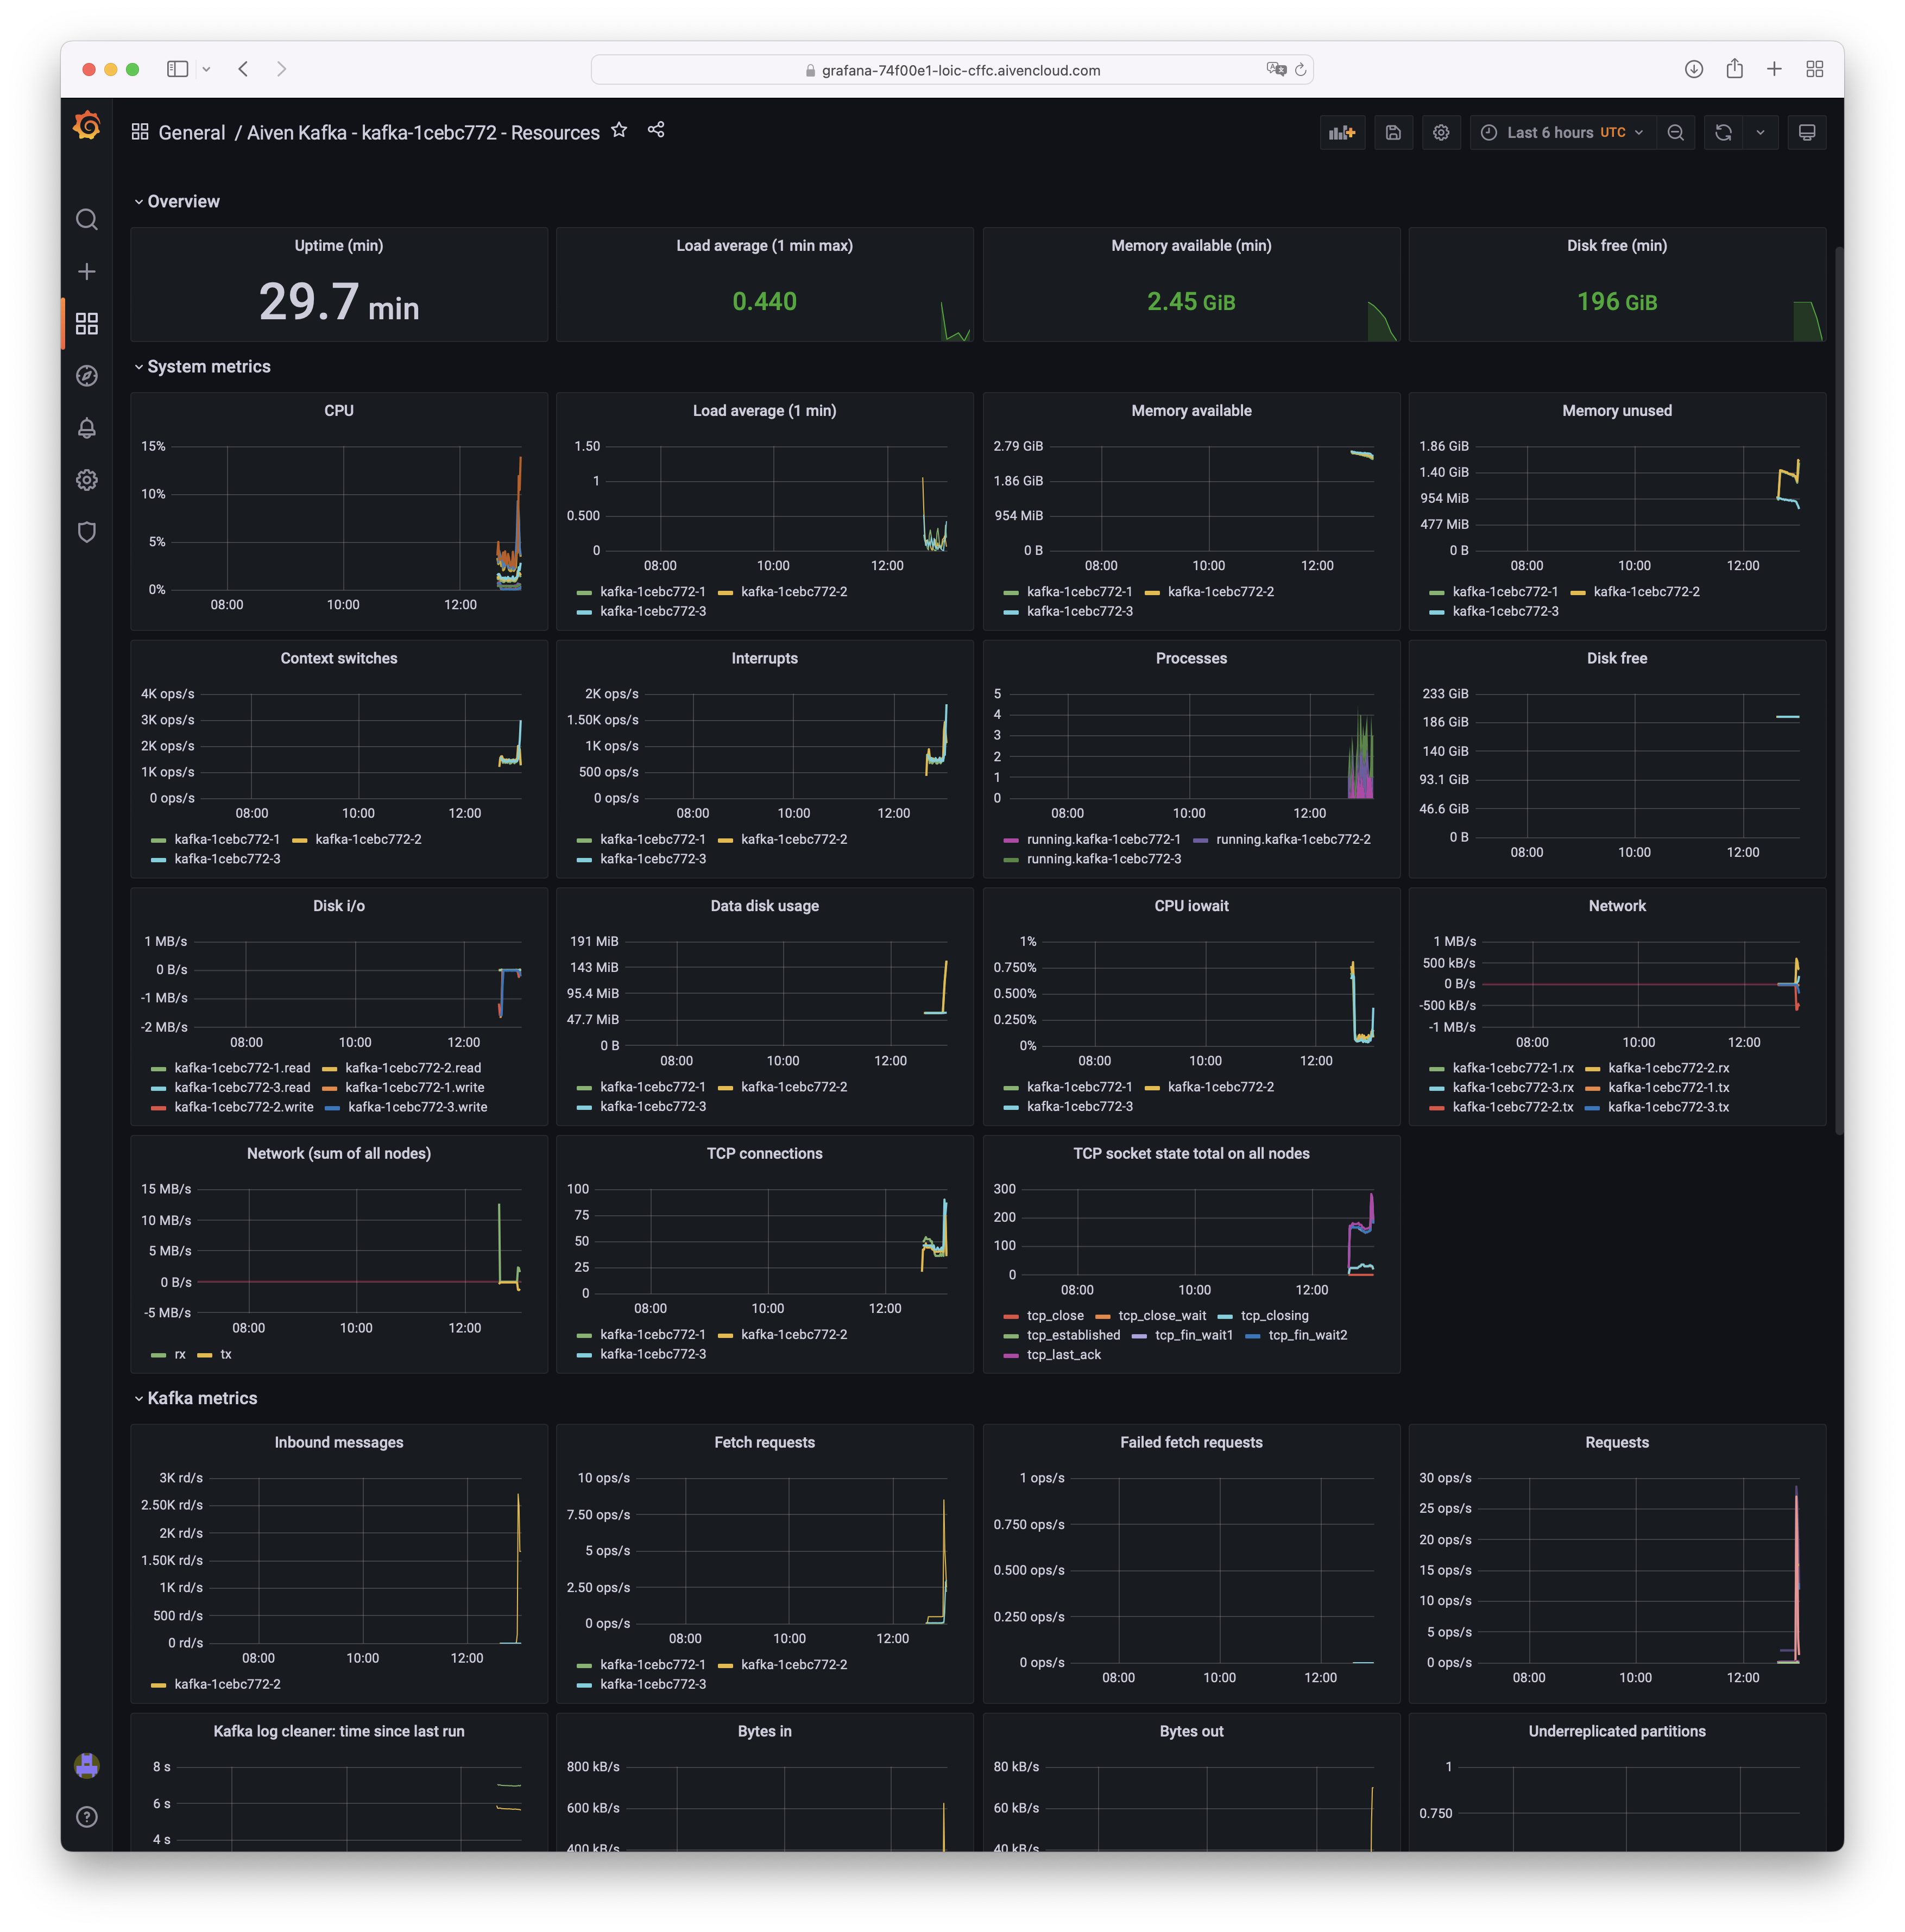 grafana-74f00e1-loic-cffc.aivencloud.com
General / Aiven Kafka - kafka-1cebc772 - Resources
Last 6 hours UTC
Overview
Uptime (min)
29.7 min
Load average (1 min max)
0.440
Memory available (min)
2.45 GiB
Disk free (min)
196 GiB
System metrics
CPU
15%
10%
5%
0%
08:00 10:00 12:00
Load average (1 min)
1.50
1
0.500
0
08:00 10:00 12:00
kafka-1cebc772-1 kafka-1cebc772-2
kafka-1cebc772-3
Memory available
2.79 GiB
1.86 GiB
954 MiB
0 B
08:00 10:00 12:00
kafka-1cebc772-1 kafka-1cebc772-2
kafka-1cebc772-3
Memory unused
1.86 GiB
1.40 GiB
954 MiB
477 MiB
0 B
08:00 10:00 12:00
kafka-1cebc772-1 kafka-1cebc772-2
kafka-1cebc772-3
Context switches
4K ops/s
3K ops/s
2K ops/s
1K ops/s
0 ops/s
08:00 10:00 12:00
kafka-1cebc772-1 kafka-1cebc772-2
kafka-1cebc772-3
Interrupts
2K ops/s
1.50K ops/s
1K ops/s
500 ops/s
0 ops/s
08:00 10:00 12:00
kafka-1cebc772-1 kafka-1cebc772-2
kafka-1cebc772-3
Processes
5
4
3
2
1
0
08:00 10:00 12:00
running.kafka-1cebc772-1 running.kafka-1cebc772-2
running.kafka-1cebc772-3
Disk free
233 GiB
186 GiB
140 GiB
93.1 GiB
46.6 GiB
0 B
08:00 10:00 12:00
Disk i/o
1 MB/s
0 B/s
-1 MB/s
-2 MB/s
08:00 10:00 12:00
kafka-1cebc772-1.read kafka-1cebc772-2.read
kafka-1cebc772-3.read kafka-1cebc772-1.write
kafka-1cebc772-2.write kafka-1cebc772-3.write
Data disk usage
191 MiB
143 MiB
95.4 MiB
47.7 MiB
0 B
08:00 10:00 12:00
kafka-1cebc772-1 kafka-1cebc772-2
kafka-1cebc772-3
CPU iowait
1%
0.750%
0.500%
0.250%
0%
08:00 10:00 12:00
kafka-1cebc772-1 kafka-1cebc772-2
kafka-1cebc772-3
Network
1 MB/s
500 kB/s
0 B/s
-500 kB/s
-1 MB/s
08:00 10:00 12:00
kafka-1cebc772-1.rx kafka-1cebc772-2.rx
kafka-1cebc772-3.rx kafka-1cebc772-1.tx
kafka-1cebc772-2.tx kafka-1cebc772-3.tx
Network (sum of all nodes)
15 MB/s
10 MB/s
5 MB/s
0 B/s
-5 MB/s
08:00 10:00 12:00
rx tx
TCP connections
100
75
50
25
0
08:00 10:00 12:00
kafka-1cebc772-1 kafka-1cebc772-2
kafka-1cebc772-3
TCP socket state total on all nodes
300
200
100
0
08:00 10:00 12:00
tcp_close tcp_close_wait tcp_closing
tcp_established tcp_fin_wait1 tcp_fin_wait2
tcp_last_ack
Kafka metrics
Inbound messages
3K rd/s
2.50K rd/s
2K rd/s
1.50K rd/s
1K rd/s
500 rd/s
0 rd/s
08:00 10:00 12:00
kafka-1cebc772-2
Fetch requests
10 ops/s
7.50 ops/s
5 ops/s
2.50 ops/s
0 ops/s
08:00 10:00 12:00
kafka-1cebc772-1 kafka-1cebc772-2
kafka-1cebc772-3
Failed fetch requests
1 ops/s
0.750 ops/s
0.500 ops/s
0.250 ops/s
0 ops/s
08:00 10:00 12:00
Requests
30 ops/s
25 ops/s
20 ops/s
15 ops/s
10 ops/s
5 ops/s
0 ops/s
08:00 10:00 12:00
Kafka log cleaner: time since last run
8 s
6 s
4 s
Bytes in
800 kB/s
600 kB/s
400 kB/s
Bytes out
80 kB/s
60 kB/s
40 kB/s
Underreplicated partitions
1
0.750